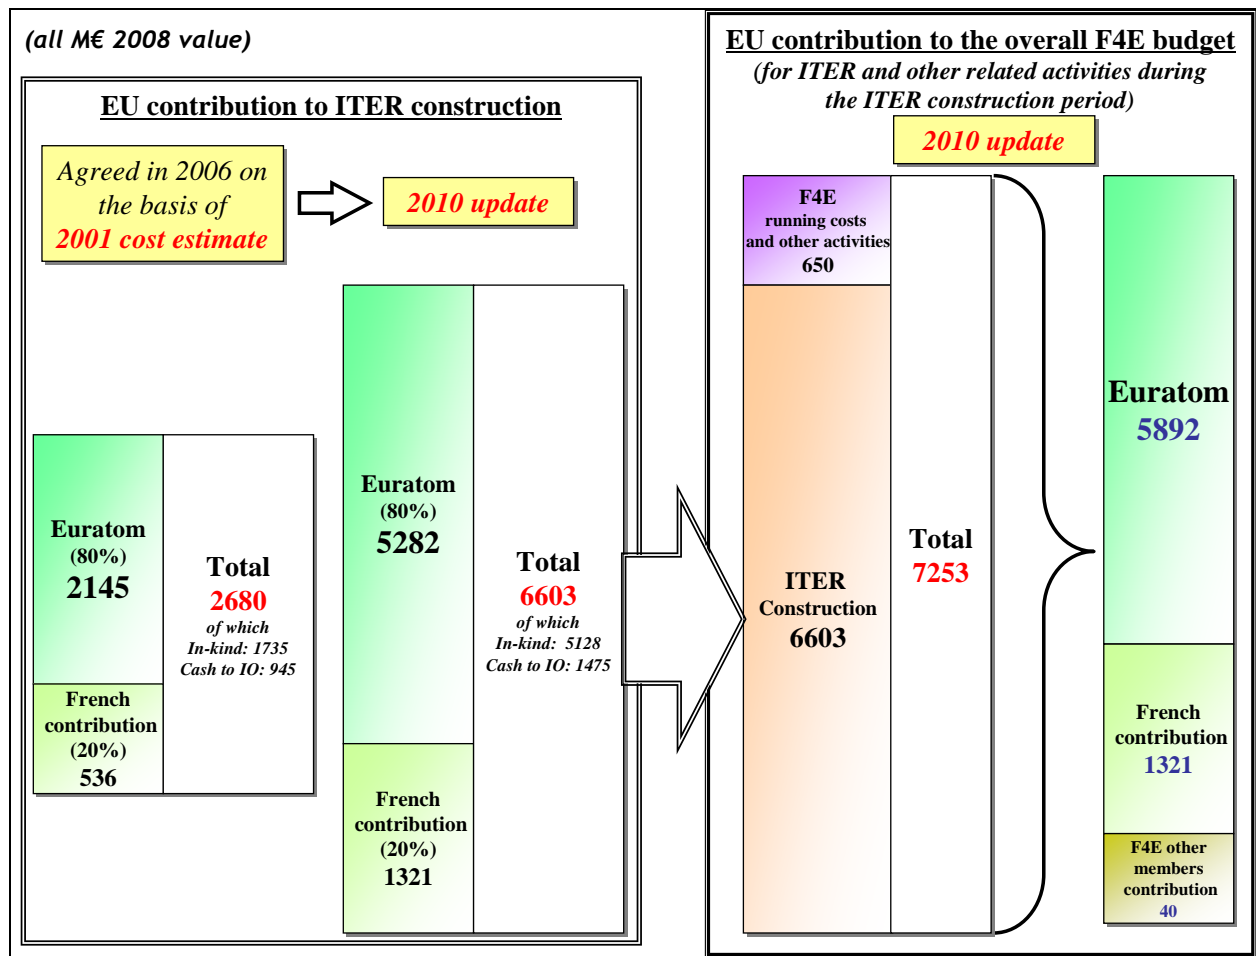 (all M€ 2008 value)
EU contribution to ITER construction
Agreed in 2006 on
the basis of
2001 cost estimate
2010 update
Euratom
(80%)
2145
French
contribution
(20%)
536
Total
2680
of which
In-kind: 1735
Cash to IO: 945
Euratom
(80%)
5282
French
contribution
(20%)
1321
Total
6603
of which
In-kind: 5128
Cash to IO: 1475
EU contribution to the overall F4E budget
(for ITER and other related activities during
the ITER construction period)
2010 update
F4E
running costs
and other activities
650
ITER
Construction
6603
Total
7253
Euratom
5892
French
contribution
1321
F4E other
members
contribution
40